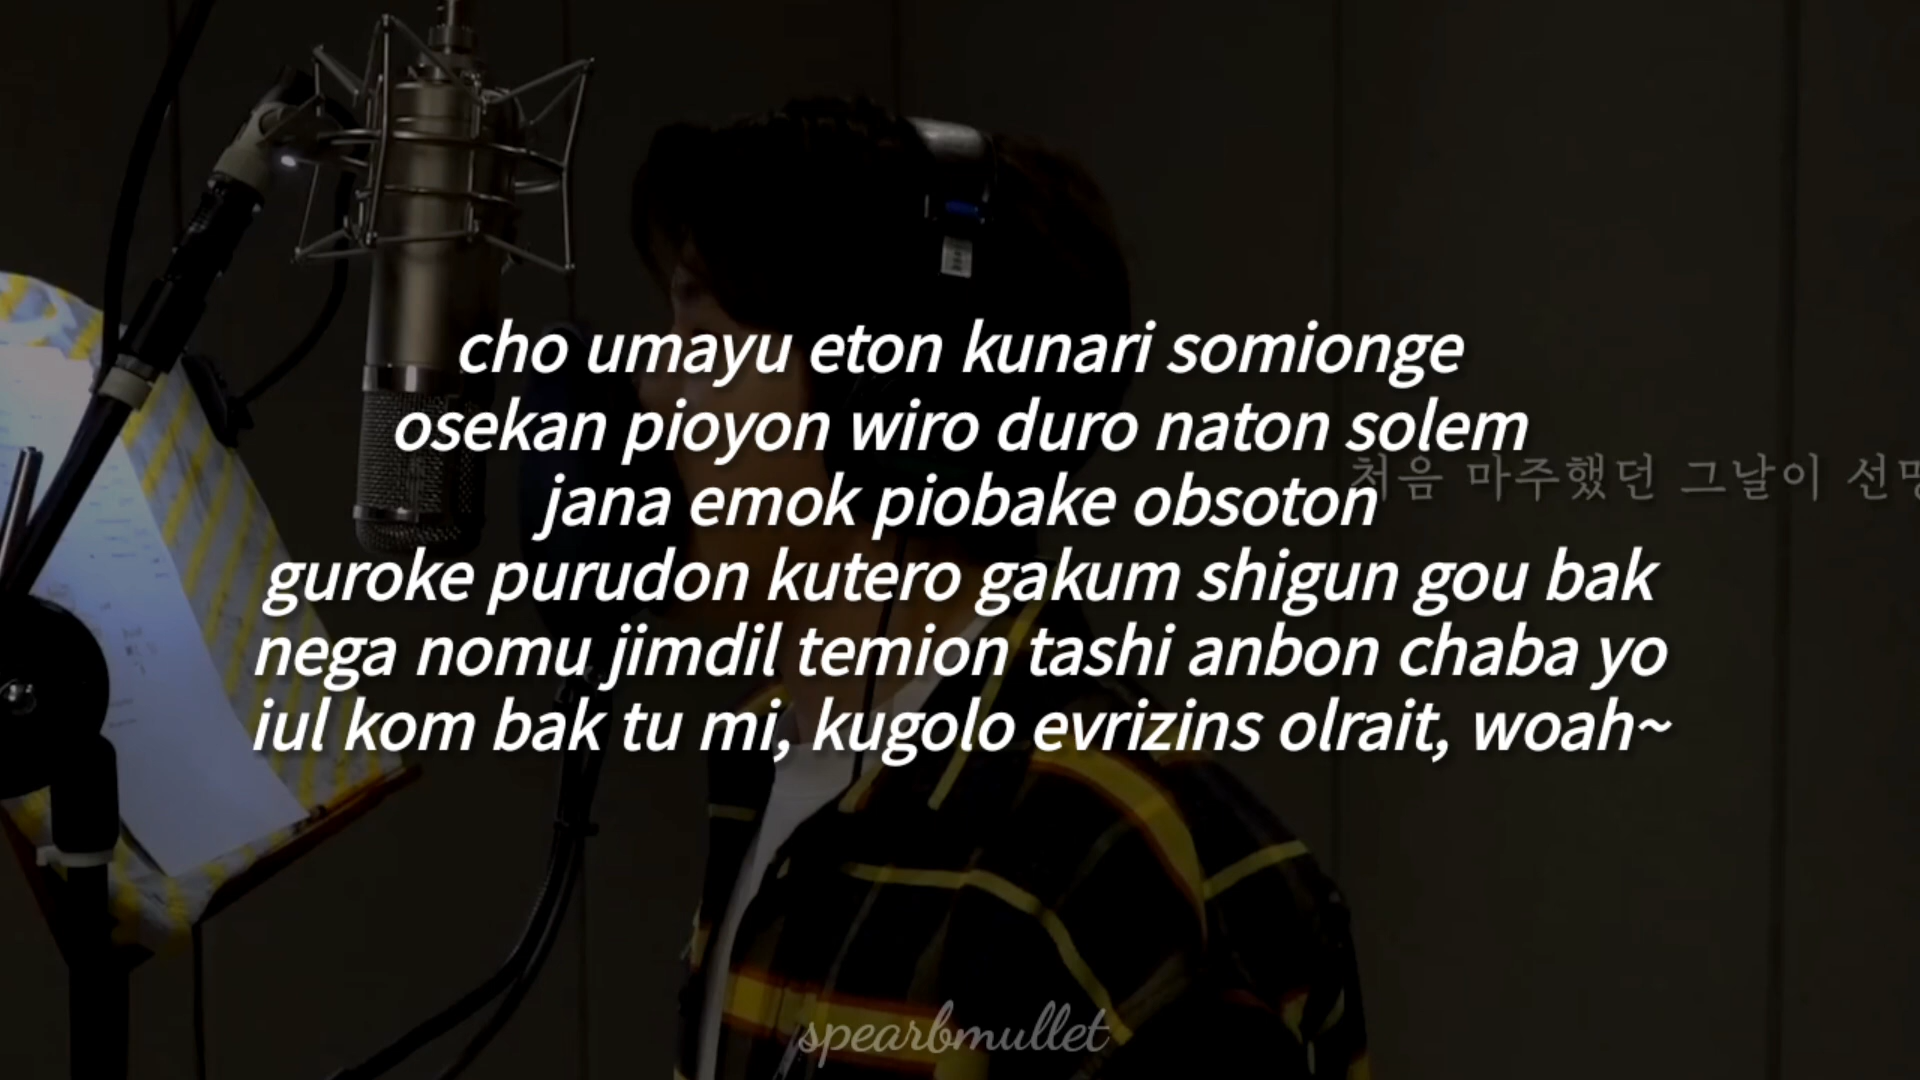 cho umayu eton kunari somionge
osekan pioyon wiro duro naton solem
처음 마주했던 그날이 선명
jana emok piobake obsoton
guroke purudon kutero gakum shigun gou bak
nega nomu jimdil temion tashi anbon chaba yo
iul kom bak tu mi, kugolo evrizins olrait, woah~
spearbmullet